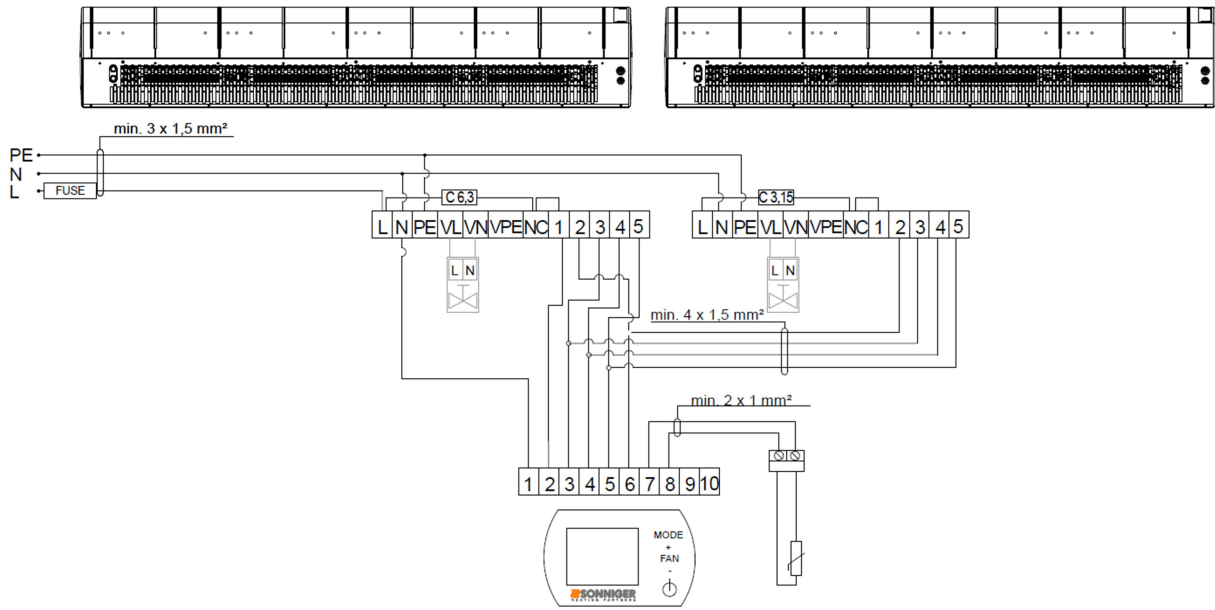 min. 3 x 1,5 mm²
PE
N
L
FUSE
C 6,3
C 3,15
L N PE VL VN VPE NC 1 2 3 4 5
L N PE VL VN VPE NC 1 2 3 4 5
L N
L N
min. 4 x 1,5 mm²
min. 2 x 1 mm²
1 2 3 4 5 6 7 8 9 10
MODE
+
FAN
-
SONNIGER
HEATING PARTNERS